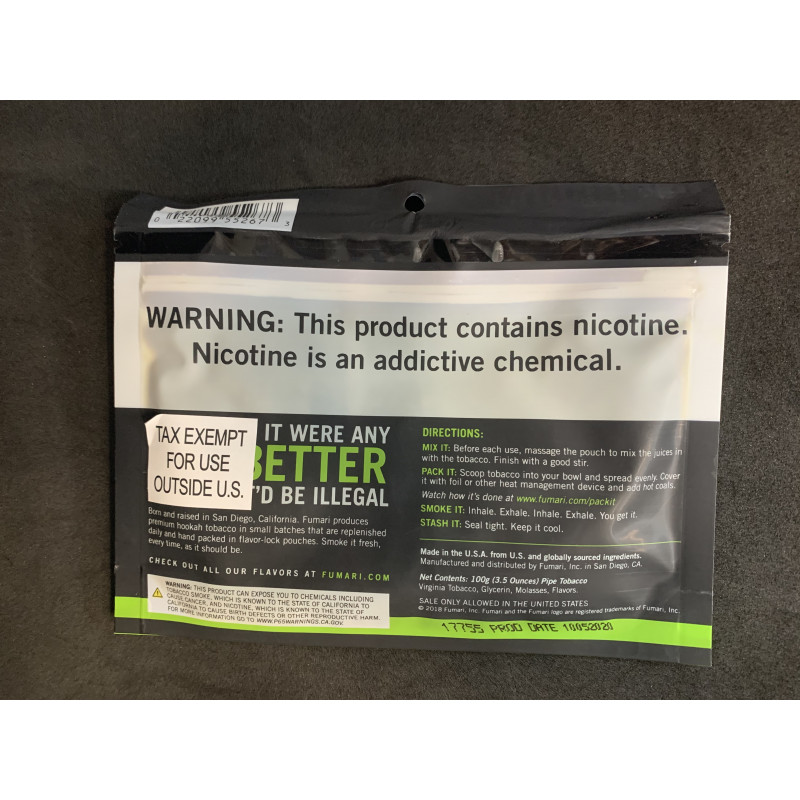 0 22099 55267 3
WARNING: This product contains nicotine.
Nicotine is an addictive chemical.
TAX EXEMPT
FOR USE
OUTSIDE U.S.
IT WERE ANY
BETTER
T'D BE ILLEGAL
Born and raised in San Diego, California. Fumari produces
premium hookah tobacco in small batches that are replenished
daily and hand packed in flavor-lock pouches. Smoke it fresh,
every time, as it should be.
CHECK OUT ALL OUR FLAVORS AT FUMARI.COM
WARNING: THIS PRODUCT CAN EXPOSE YOU TO CHEMICALS INCLUDING
TOBACCO SMOKE, WHICH IS KNOWN TO THE STATE OF CALIFORNIA TO
CAUSE CANCER, AND NICOTINE, WHICH IS KNOWN TO THE STATE OF
CALIFORNIA TO CAUSE BIRTH DEFECTS OR OTHER REPRODUCTIVE HARM.
FOR MORE INFORMATION GO TO WWW.P65WARNINGS.CA.GOV.
DIRECTIONS:
MIX IT: Before each use, massage the pouch to mix the juices in
with the tobacco. Finish with a good stir.
PACK IT: Scoop tobacco into your bowl and spread evenly. Cover
it with foil or other heat management device and add hot coals.
Watch how it's done at www.fumari.com/packit
SMOKE IT: Inhale. Exhale. Inhale. Exhale. You get it.
STASH IT: Seal tight. Keep it cool.
Made in the U.S.A. from U.S. and globally sourced ingredients.
Manufactured and distributed by Fumari, Inc. in San Diego, CA.
Net Contents: 100g (3.5 Ounces) Pipe Tobacco
Virginia Tobacco, Glycerin, Molasses, Flavors.
SALE ONLY ALLOWED IN THE UNITED STATES
© 2018 Fumari, Inc. Fumari and the Fumari logo are registered trademarks of Fumari, Inc.
17755 PROD DATE 10052020